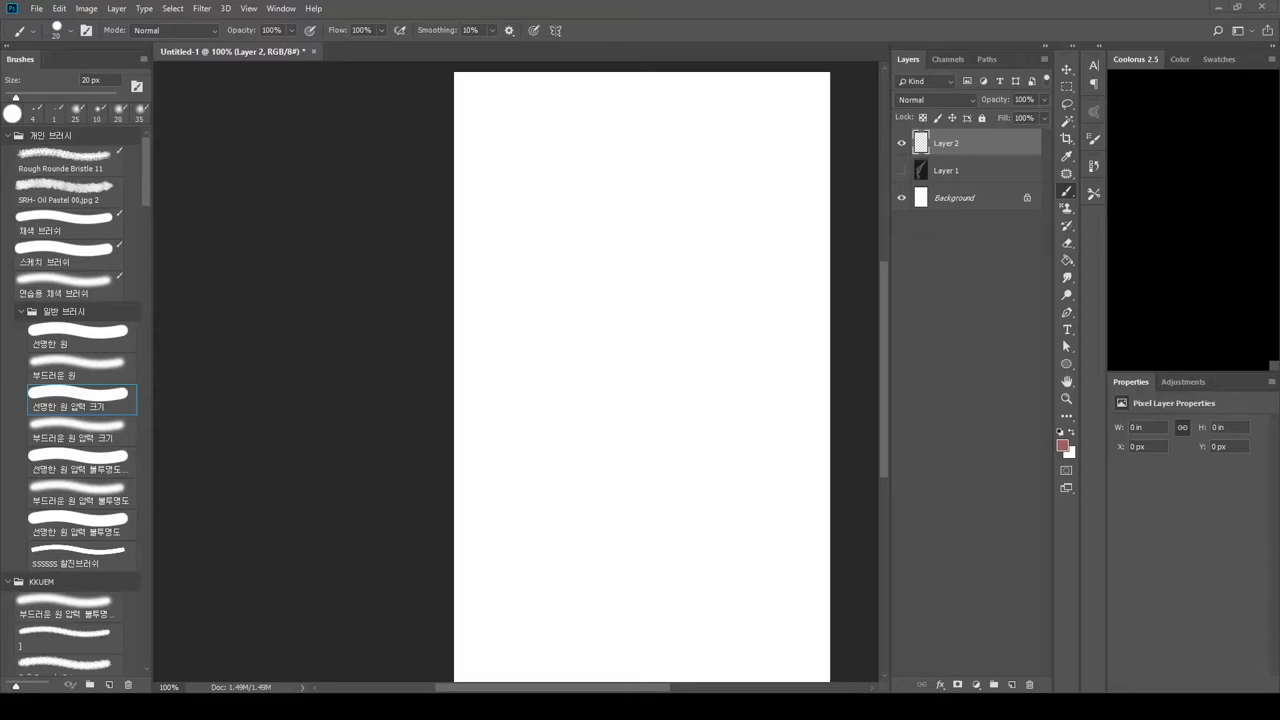 Ps File Edit Image Layer Type Select Filter 3D View Window Help
20 Mode: Normal Opacity: 100% Flow: 100% Smoothing: 10%
Untitled-1 @ 100% (Layer 2, RGB/8#) * ×
Brushes
Size: 20 px
4 1 25 10 20 35
개인 브러시
Rough Rounde Bristle 11
SRH- Oil Pastel 00.jpg 2
채색 브러쉬
스케치 브러쉬
연습용 채색 브러쉬
일반 브러시
선명한 원
부드러운 원
선명한 원 압력 크기
부드러운 원 압력 크기
선명한 원 압력 불투명도...
부드러운 원 압력 불투명도
선명한 원 압력 불투명도
SSSSSS 찰진브러쉬
KKUEM
부드러운 원 압력 불투명...
]
100% Doc: 1.49M/1.49M
Layers Channels Paths
Kind
Normal Opacity: 100%
Lock: Fill: 100%
Layer 2
Layer 1
Background
Coolorus 2.5 Color Swatches
Properties Adjustments
Pixel Layer Properties
W: 0 in H: 0 in
X: 0 px Y: 0 px